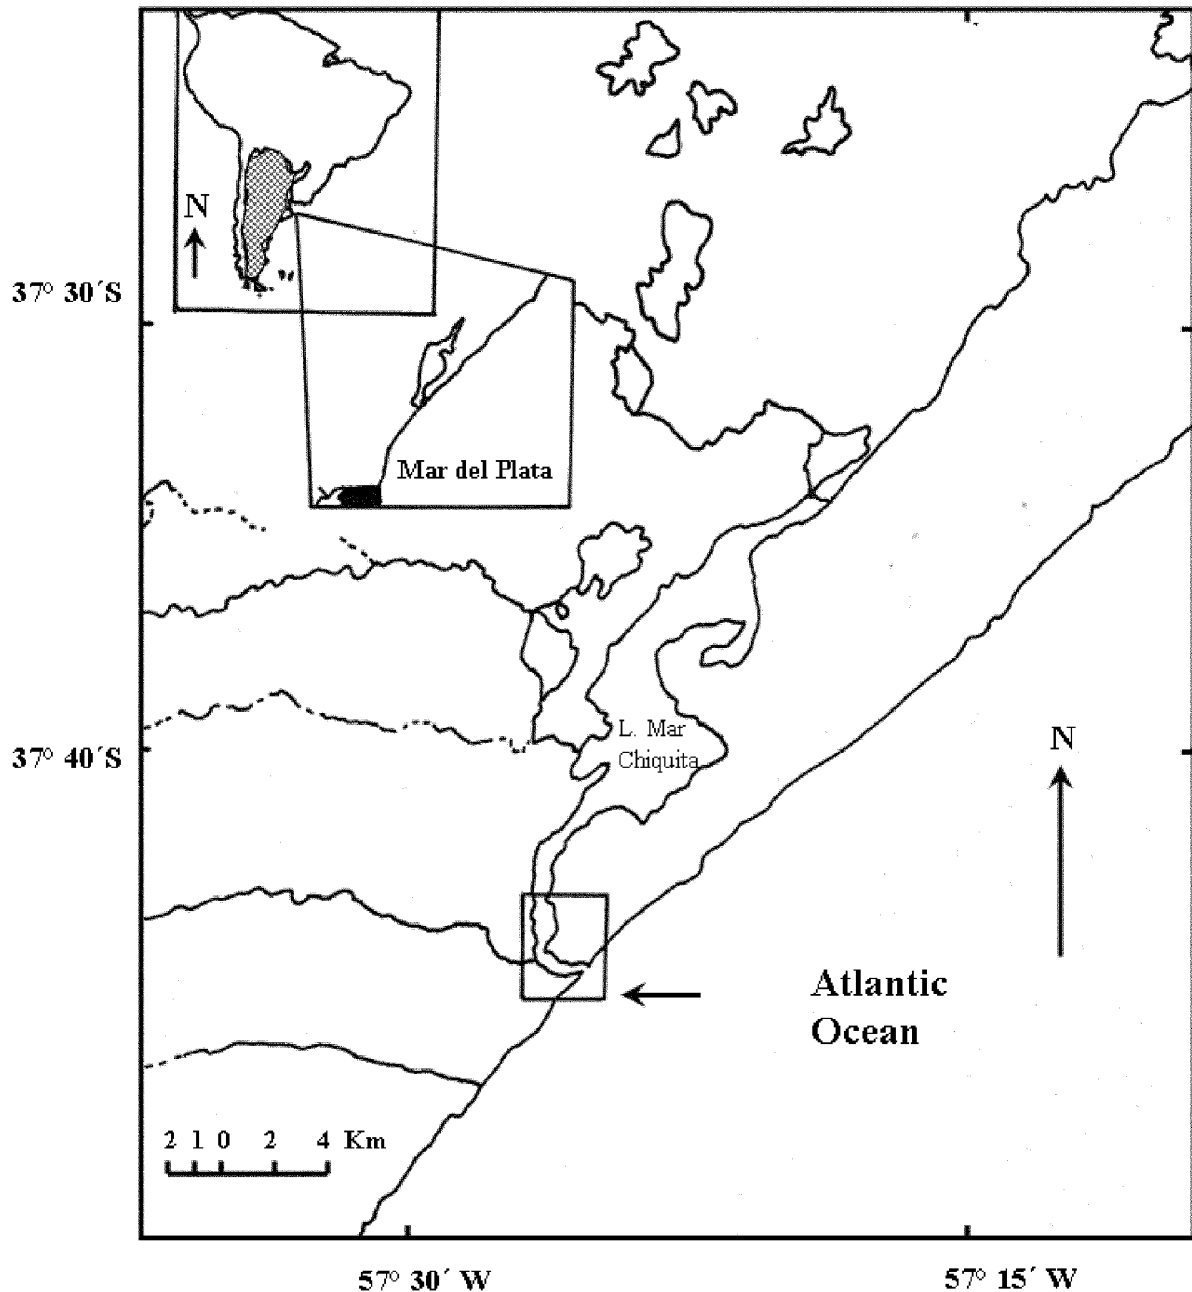 N
37° 30´S
Mar del Plata
L. Mar
Chiquita
N
37° 40´S
Atlantic
Ocean
2 1 0 2 4 Km
57° 30´ W
57° 15´ W